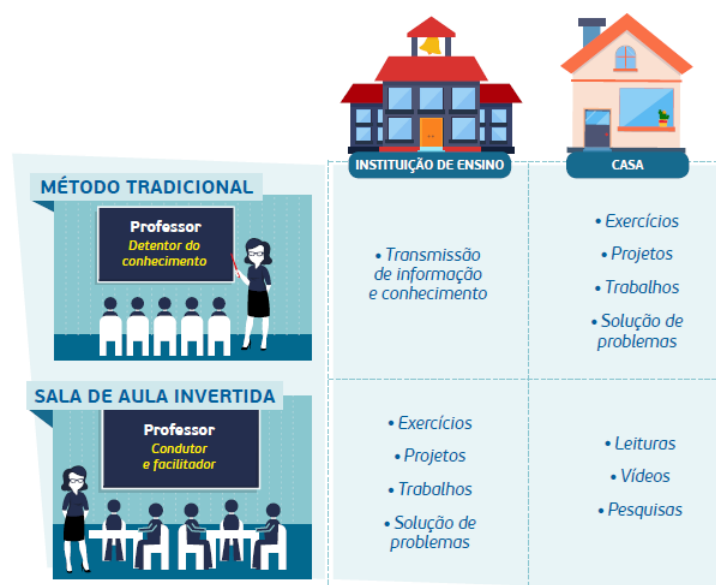 INSTITUIÇÃO DE ENSINO
CASA
MÉTODO TRADICIONAL
Professor
Detentor do
conhecimento
• Transmissão
de informação
e conhecimento
• Exercícios
• Projetos
• Trabalhos
• Solução de
problemas
SALA DE AULA INVERTIDA
Professor
Condutor
e facilitador
• Exercícios
• Projetos
• Trabalhos
• Solução de
problemas
• Leituras
• Vídeos
• Pesquisas